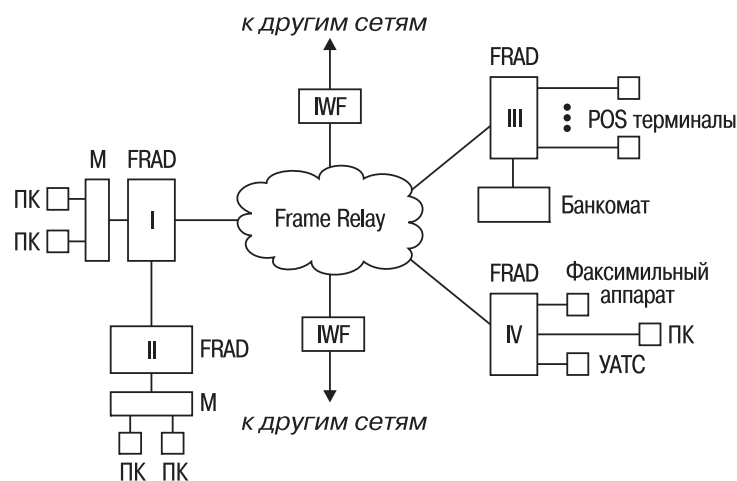 к другим сетям
IWF
FRAD
III
POS терминалы
Банкомат
М
FRAD
ПК
I
ПК
Frame Relay
FRAD
Факсимильный
аппарат
IV
ПК
УАТС
II
FRAD
М
ПК
ПК
IWF
к другим сетям